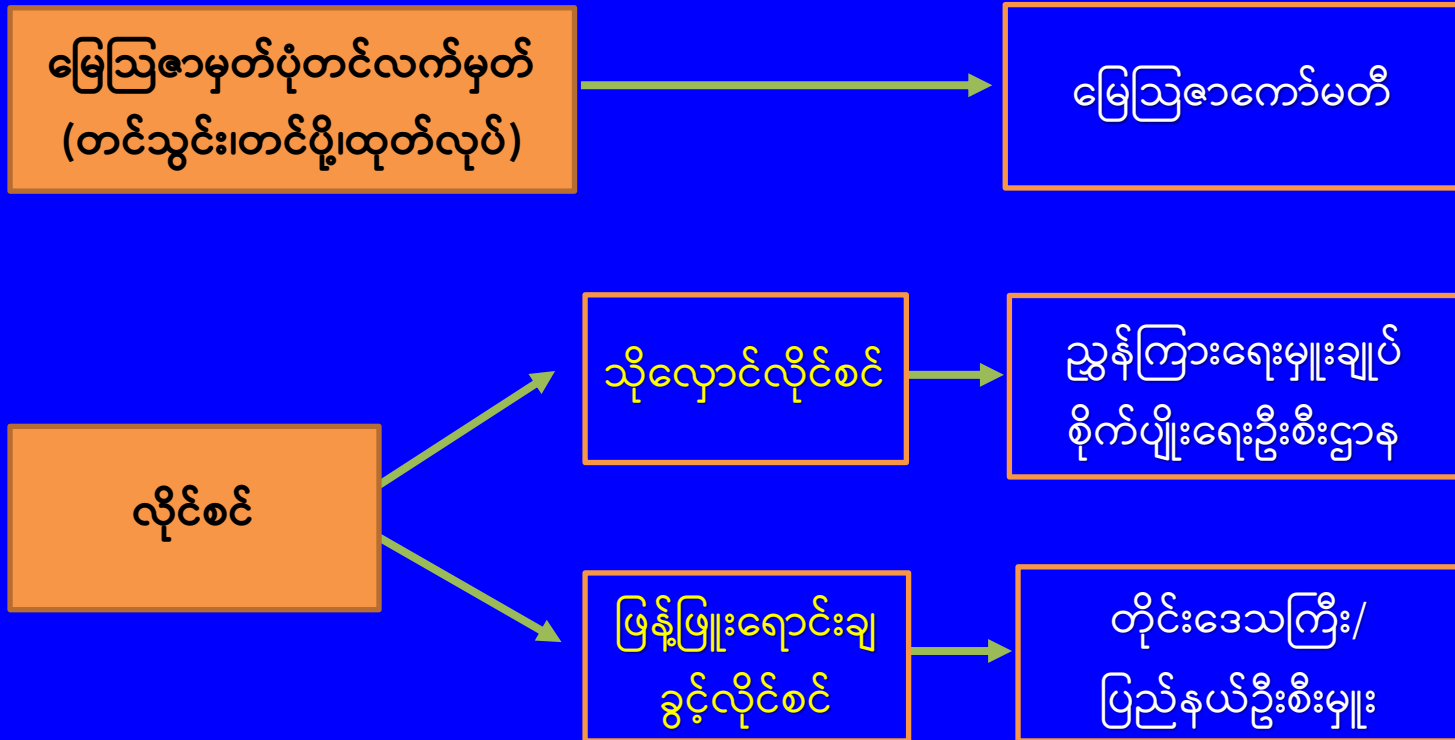 မြေသြဇာမှတ်ပုံတင်လက်မှတ်
(တင်သွင်း၊တင်ပို့၊ထုတ်လုပ်)
မြေသြဇာကော်မတီ
လိုင်စင်
သိုလှောင်လိုင်စင်
ညွှန်ကြားရေးမှူးချုပ်
စိုက်ပျိုးရေးဦးစီးဌာန
ဖြန့်ဖြူးရောင်းချ
ခွင့်လိုင်စင်
တိုင်းဒေသကြီး/
ပြည်နယ်ဦးစီးမှူး